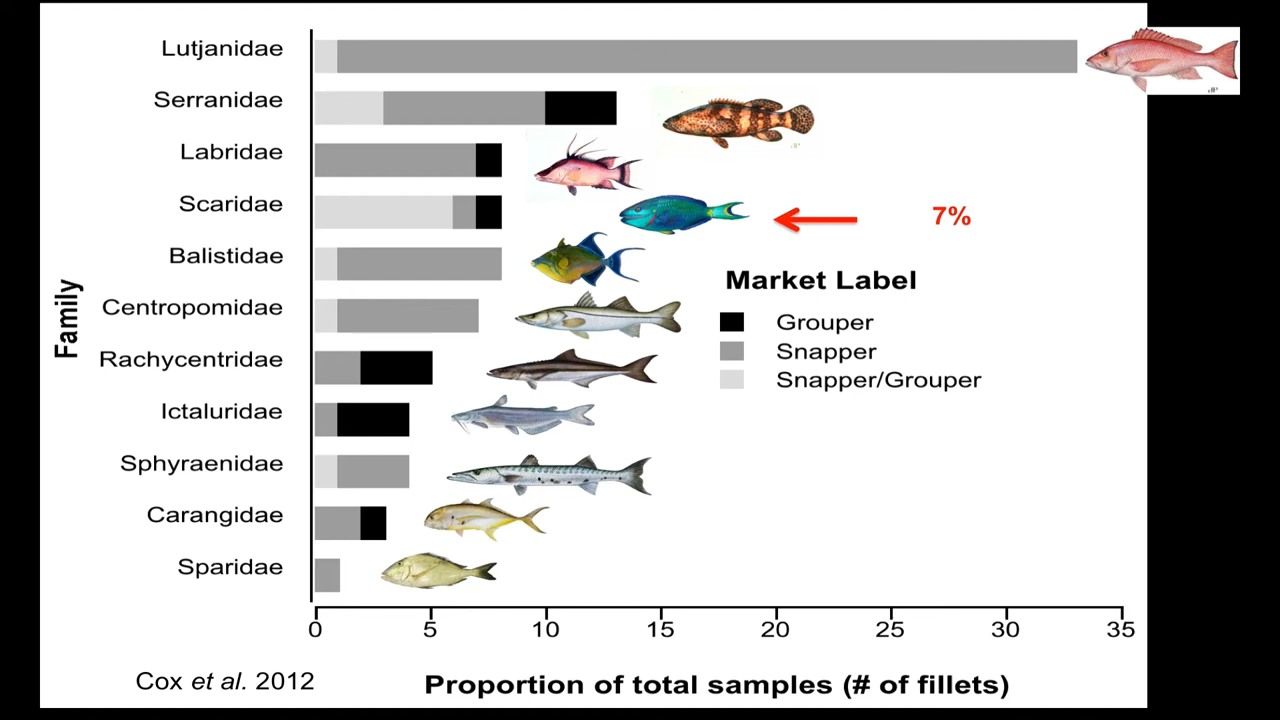 Lutjanidae
Serranidae
Labridae
Scaridae
7%
Balistidae
Market Label
Centropomidae
Grouper
Snapper
Rachycentridae
Snapper/Grouper
Ictaluridae
Sphyraenidae
Carangidae
Sparidae
Family
0 5 10 15 20 25 30 35
Cox et al. 2012
Proportion of total samples (# of fillets)